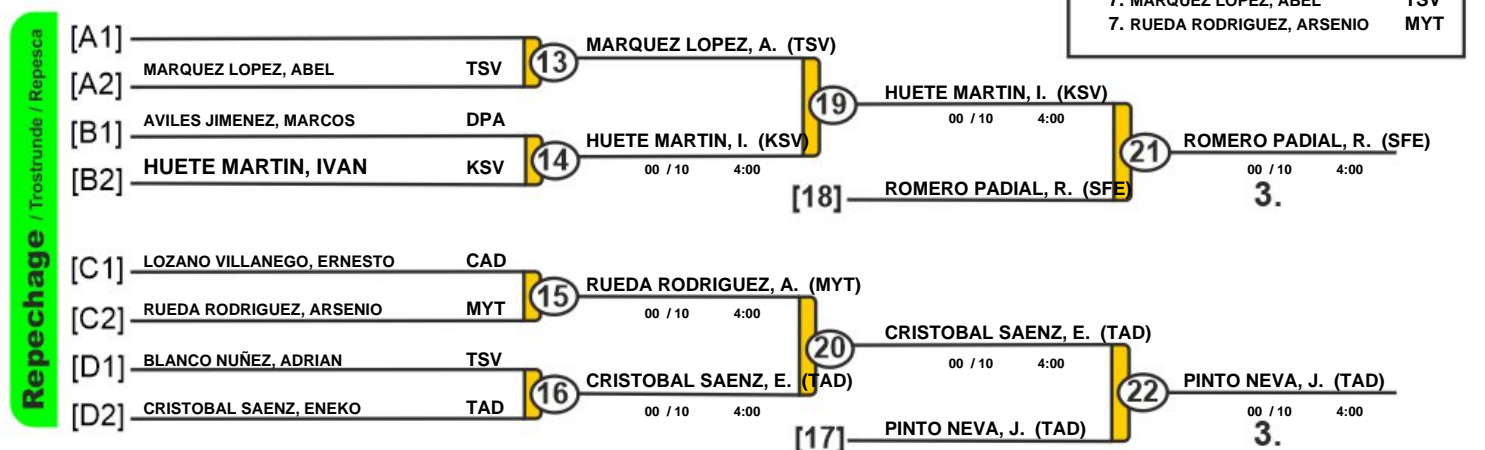 7. MARQUEZ LOPEZ, ABEL TSV
7. RUEDA RODRIGUEZ, ARSENIO MYT
Repechage / Trostrunde / Repesca
[A1]
[A2] MARQUEZ LOPEZ, ABEL TSV
13
MARQUEZ LOPEZ, A. (TSV)
[B1] AVILES JIMENEZ, MARCOS DPA
[B2] HUETE MARTIN, IVAN KSV
14
HUETE MARTIN, I. (KSV)
00 / 10 4:00
19
HUETE MARTIN, I. (KSV)
00 / 10 4:00
[18] ROMERO PADIAL, R. (SFE)
21
ROMERO PADIAL, R. (SFE)
00 / 10 4:00
3.
[C1] LOZANO VILLANEGO, ERNESTO CAD
[C2] RUEDA RODRIGUEZ, ARSENIO MYT
15
RUEDA RODRIGUEZ, A. (MYT)
00 / 10 4:00
[D1] BLANCO NUÑEZ, ADRIAN TSV
[D2] CRISTOBAL SAENZ, ENEKO TAD
16
CRISTOBAL SAENZ, E. (TAD)
00 / 10 4:00
20
CRISTOBAL SAENZ, E. (TAD)
00 / 10 4:00
[17] PINTO NEVA, J. (TAD)
22
PINTO NEVA, J. (TAD)
00 / 10 4:00
3.